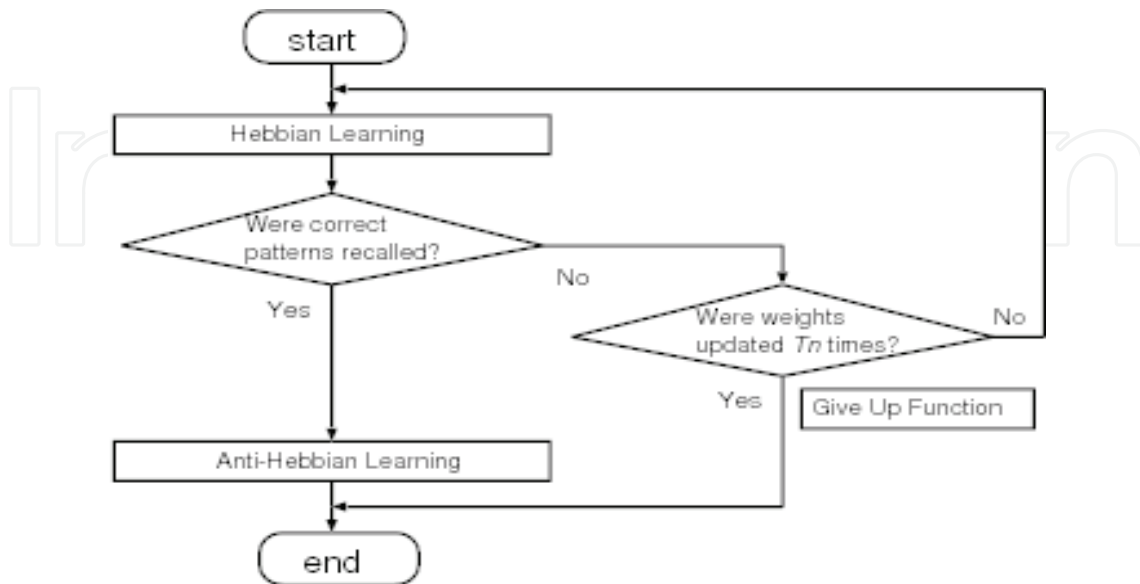 start
Hebbian Learning
Were correct
patterns recalled?
No
Yes
Were weights
updated Tn times?
No
Yes
Give Up Function
Anti-Hebbian Learning
end